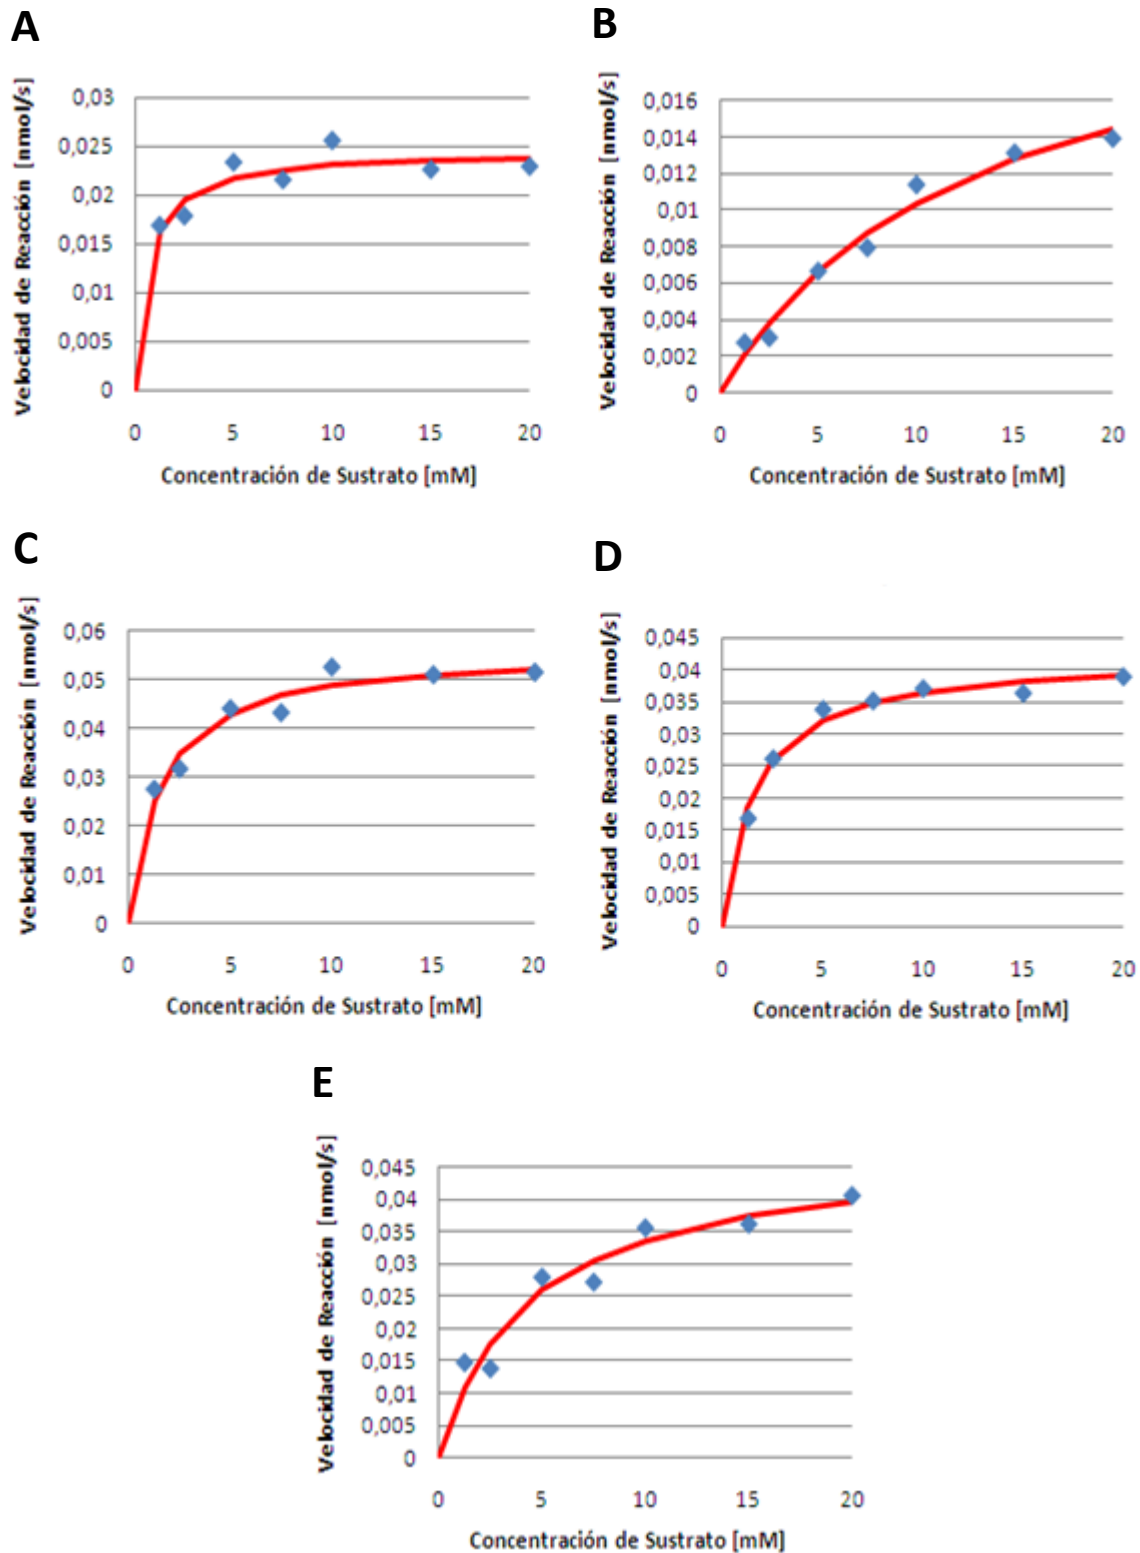 A
Velocidad de Reacción [nmol/s]
0,03
0,025
0,02
0,015
0,01
0,005
0
0 5 10 15 20
Concentración de Sustrato [mM]
B
Velocidad de Reacción [nmol/s]
0,016
0,014
0,012
0,01
0,008
0,006
0,004
0,002
0
0 5 10 15 20
Concentración de Sustrato [mM]
C
Velocidad de Reacción [nmol/s]
0,06
0,05
0,04
0,03
0,02
0,01
0
0 5 10 15 20
Concentración de Sustrato [mM]
D
Velocidad de Reacción [nmol/s]
0,045
0,04
0,035
0,03
0,025
0,02
0,015
0,01
0,005
0
0 5 10 15 20
Concentración de Sustrato [mM]
E
Velocidad de Reacción [nmol/s]
0,045
0,04
0,035
0,03
0,025
0,02
0,015
0,01
0,005
0
0 5 10 15 20
Concentración de Sustrato [mM]